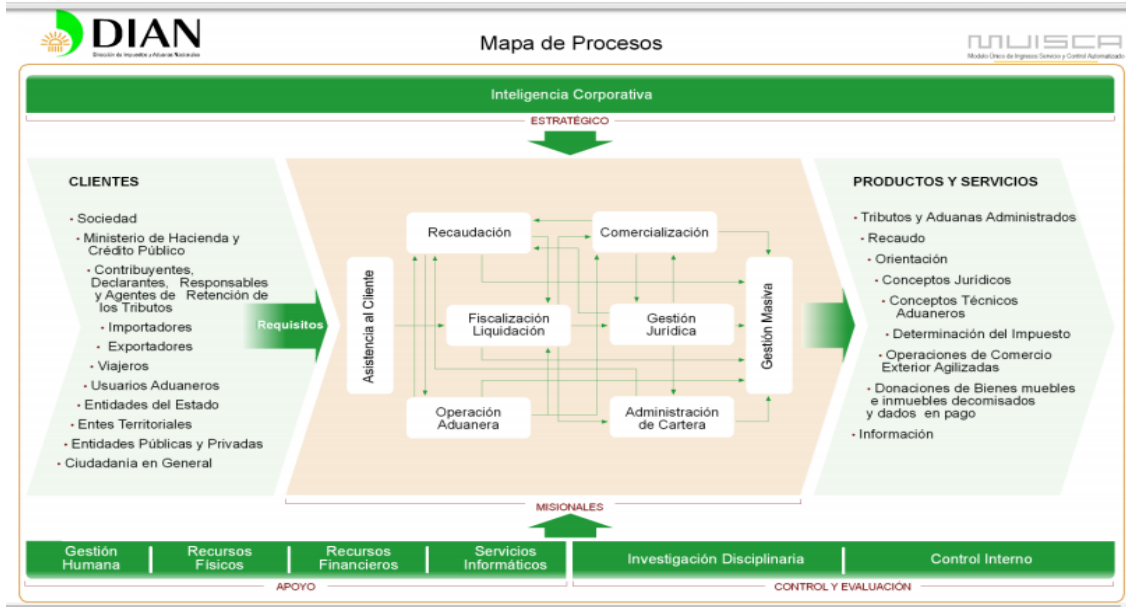 DIAN
Dirección de Impuestos y Aduanas Nacionales
Mapa de Procesos
MUISCA
Modelo Único de Ingresos Servicio y Control Automatizado
Inteligencia Corporativa
ESTRATÉGICO
CLIENTES
- Sociedad
- Ministerio de Hacienda y
Crédito Público
- Contribuyentes,
Declarantes, Responsables
y Agentes de Retención de
los Tributos
- Importadores
- Exportadores
- Viajeros
- Usuarios Aduaneros
- Entidades del Estado
- Entes Territoriales
- Entidades Públicas y Privadas
- Ciudadanía en General
Requisitos
Asistencia al Cliente
Recaudación
Comercialización
Fiscalización
Liquidación
Gestión
Jurídica
Operación
Aduanera
Administración
de Cartera
Gestión Masiva
MISIONALES
PRODUCTOS Y SERVICIOS
- Tributos y Aduanas Administrados
- Recaudo
- Orientación
- Conceptos Jurídicos
- Conceptos Técnicos
Aduaneros
- Determinación del Impuesto
- Operaciones de Comercio
Exterior Agilizadas
- Donaciones de Bienes muebles
e inmuebles decomisados
y dados en pago
- Información
Gestión
Humana
Recursos
Físicos
Recursos
Financieros
Servicios
Informáticos
Investigación Disciplinaria
Control Interno
APOYO
CONTROL Y EVALUACIÓN